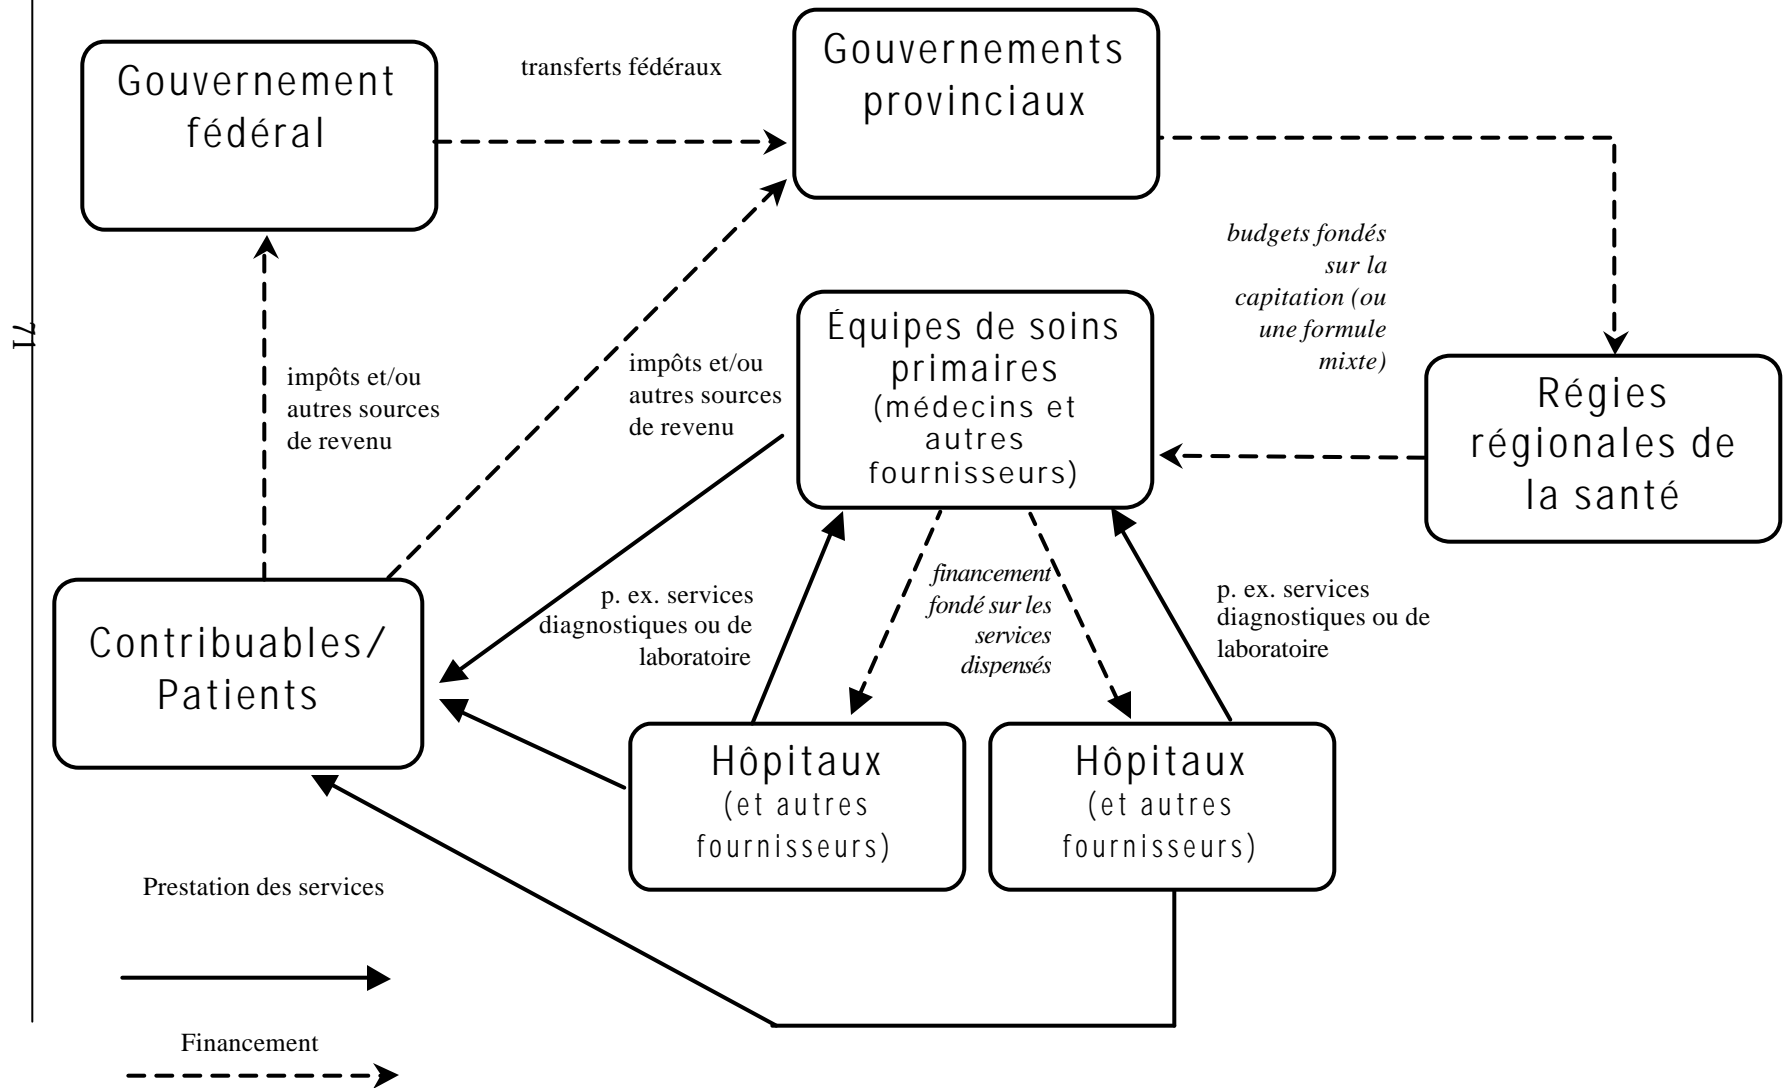 Gouvernement
fédéral
transferts fédéraux
Gouvernements
provinciaux
budgets fondés
sur la
capitation (ou
une formule
mixte)
71
impôts et/ou
autres sources
de revenu
impôts et/ou
autres sources
de revenu
Équipes de soins
primaires
(médecins et
autres
fournisseurs)
Régies
régionales de
la santé
Contribuables/
Patients
p. ex. services
diagnostiques ou de
laboratoire
financement
fondé sur les
services
dispensés
p. ex. services
diagnostiques ou de
laboratoire
Hôpitaux
(et autres
fournisseurs)
Hôpitaux
(et autres
fournisseurs)
Prestation des services
Financement